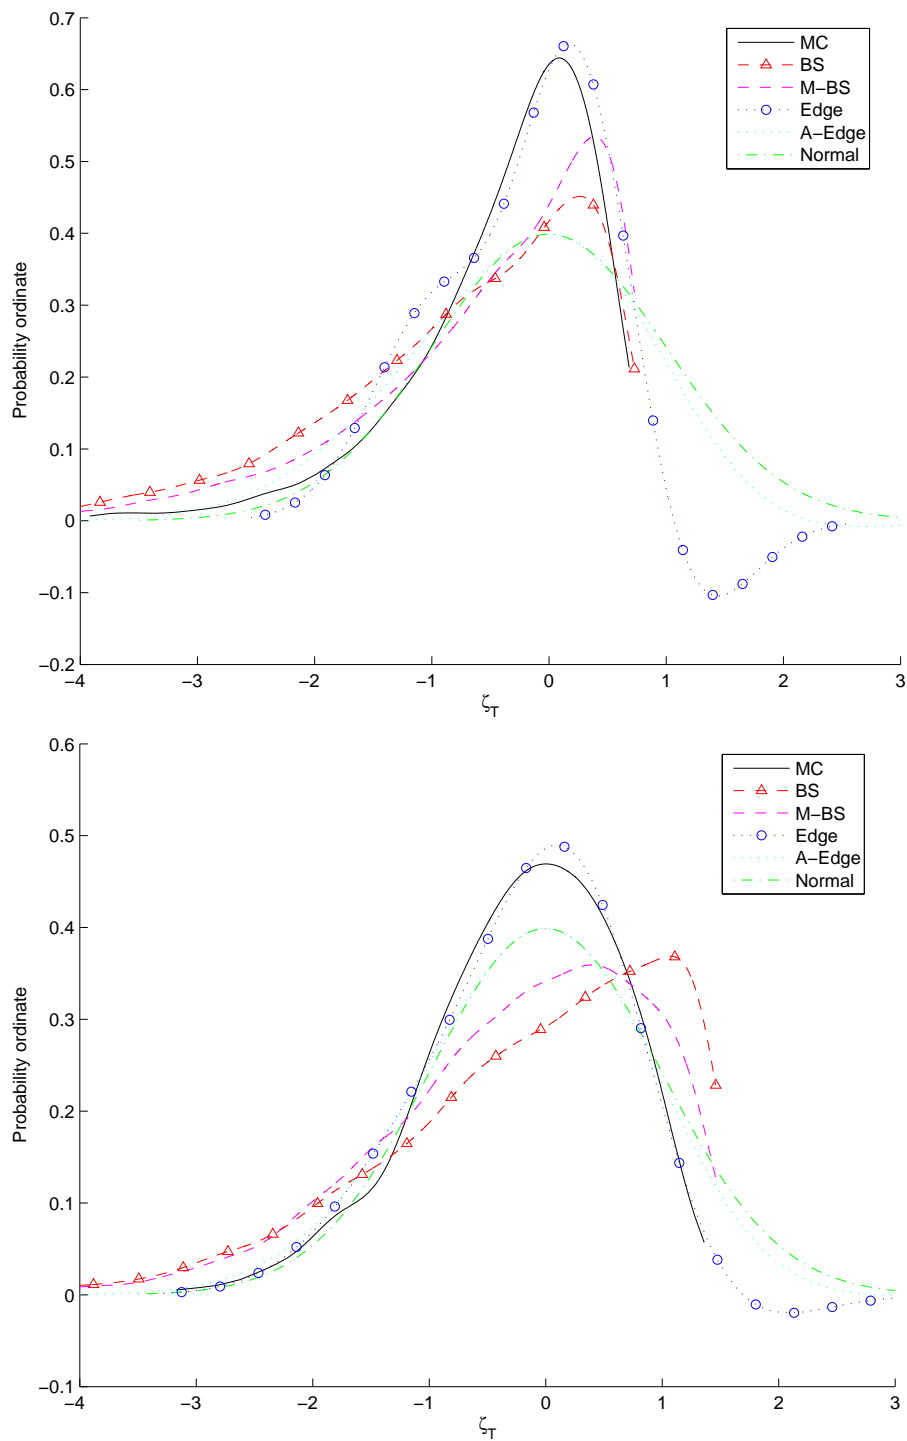 0.7
0.6
0.5
0.4
0.3
0.2
0.1
0
−0.1
−0.2
Probability ordinate
−4 −3 −2 −1 0 1 2 3
ζT
MC
BS
M−BS
Edge
A−Edge
Normal
0.6
0.5
0.4
0.3
0.2
0.1
0
−0.1
Probability ordinate
−4 −3 −2 −1 0 1 2 3
ζT
MC
BS
M−BS
Edge
A−Edge
Normal